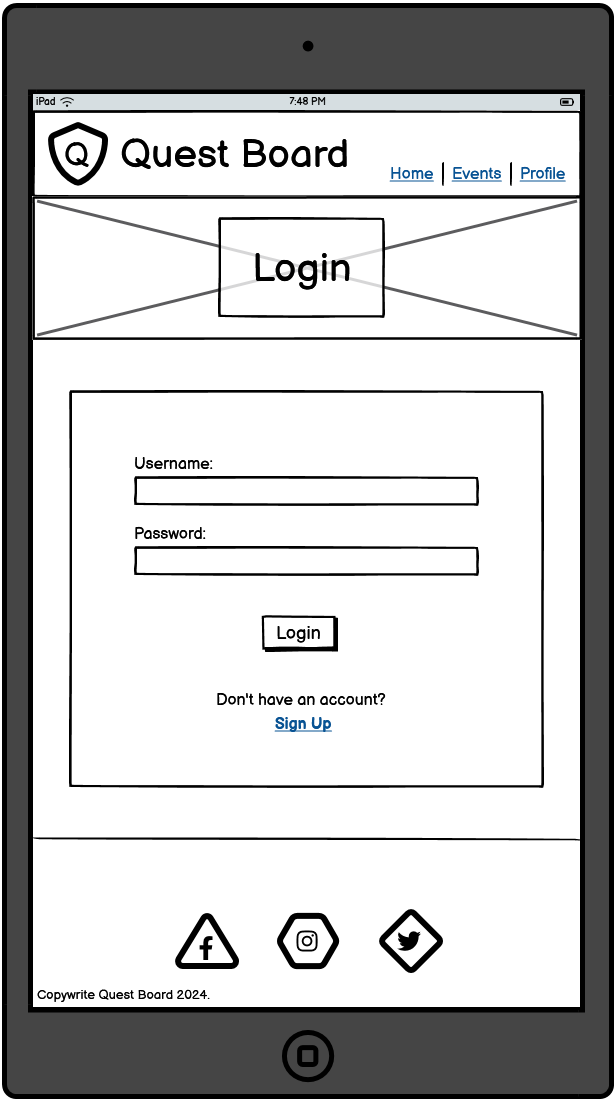 iPad 7:48 PM
Q Quest Board
Home Events Profile
Login
Username:
Password:
Login
Don't have an account?
Sign Up
Copywrite Quest Board 2024.